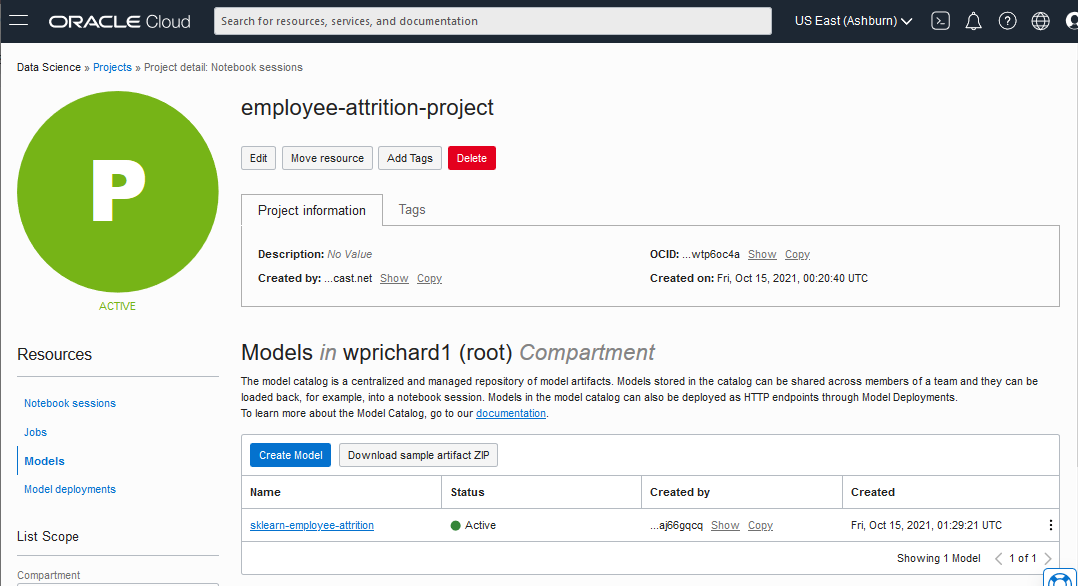 ORACLE Cloud
Search for resources, services, and documentation
US East (Ashburn)
Data Science » Projects » Project detail: Notebook sessions
P
ACTIVE
employee-attrition-project
Edit Move resource Add Tags Delete
Project information Tags
Description: No Value
OCID: ...wtp6oc4a Show Copy
Created by: ...cast.net Show Copy
Created on: Fri, Oct 15, 2021, 00:20:40 UTC
Resources
Notebook sessions
Jobs
Models
Model deployments
List Scope
Compartment
Models in wprichard1 (root) Compartment
The model catalog is a centralized and managed repository of model artifacts. Models stored in the catalog can be shared across members of a team and they can be
loaded back, for example, into a notebook session. Models in the model catalog can also be deployed as HTTP endpoints through Model Deployments.
To learn more about the Model Catalog, go to our documentation.
Create Model Download sample artifact ZIP
Name Status Created by Created
sklearn-employee-attrition Active ...aj66gqcq Show Copy Fri, Oct 15, 2021, 01:29:21 UTC
Showing 1 Model < 1 of 1 >